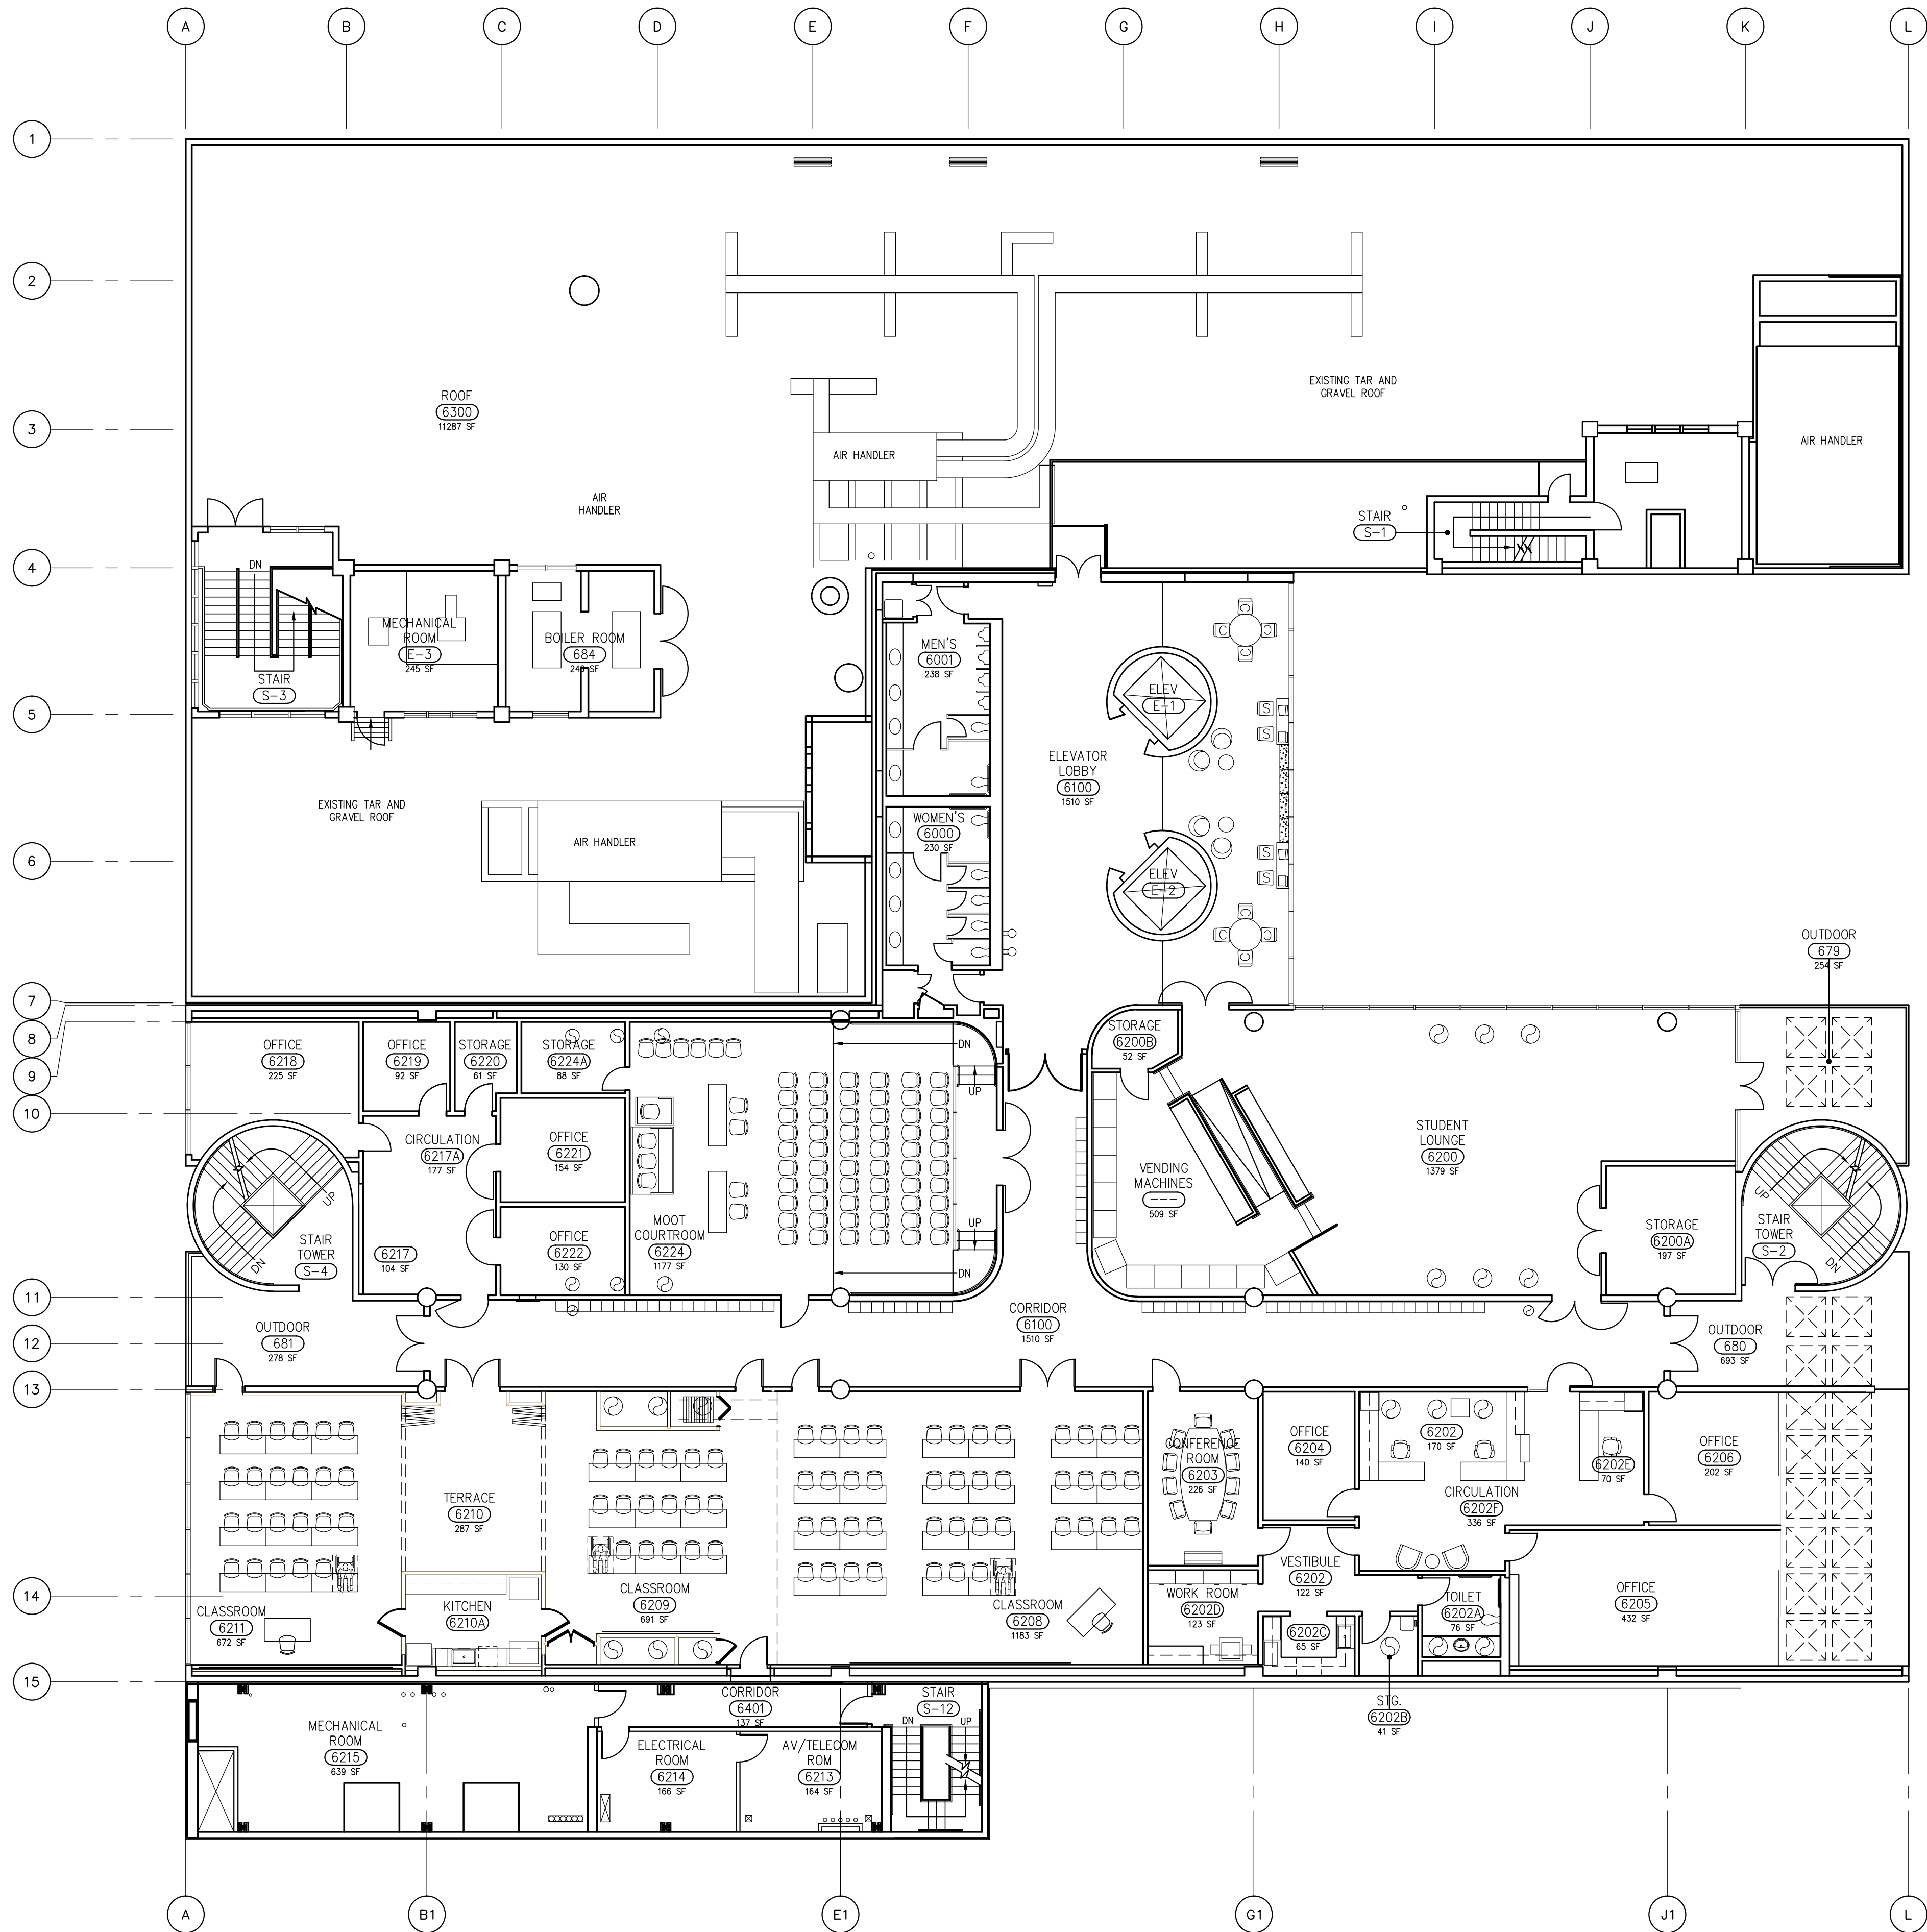 A
B
C
D
E
F
G
H
I
J
K
L
1
2
3
4
5
6
7
8
9
10
11
12
13
14
15
ROOF
6300
11287 SF
EXISTING TAR AND
GRAVEL ROOF
AIR HANDLER
AIR HANDLER
AIR
HANDLER
STAIR
S-1
DN
STAIR
S-3
MECHANICAL
ROOM
E-3
245 SF
BOILER ROOM
684
MEN'S
6001
238 SF
ELEV
E-1
ELEVATOR
LOBBY
6100
1510 SF
EXISTING TAR AND
GRAVEL ROOF
AIR HANDLER
WOMEN'S
6000
230 SF
ELEV
E-2
C
C
C
C
S
S
S
S
C
C
C
C
OUTDOOR
679
254 SF
OFFICE
6218
225 SF
OFFICE
6219
92 SF
STORAGE
6220
61 SF
STORAGE
6224A
88 SF
DN
UP
STORAGE
6200B
52 SF
CIRCULATION
6217A
177 SF
OFFICE
6221
154 SF
VENDING
MACHINES
509 SF
STUDENT
LOUNGE
6200
1379 SF
UP
DN
STAIR
TOWER
S-4
6217
104 SF
OFFICE
6222
130 SF
MOOT
COURTROOM
6224
1177 SF
UP
DN
STORAGE
6200A
197 SF
UP
DN
STAIR
TOWER
S-2
OUTDOOR
681
278 SF
CORRIDOR
6100
1510 SF
OUTDOOR
680
693 SF
TERRACE
6210
287 SF
CONFERENCE
ROOM
6203
226 SF
OFFICE
6204
140 SF
6202
170 SF
6202E
70 SF
OFFICE
6206
202 SF
CIRCULATION
6202F
336 SF
CLASSROOM
6211
672 SF
KITCHEN
6210A
CLASSROOM
6209
691 SF
CLASSROOM
6208
1183 SF
WORK ROOM
6202D
123 SF
VESTIBULE
6202
122 SF
6202C
65 SF
TOILET
6202A
76 SF
OFFICE
6205
432 SF
STG.
6202B
41 SF
MECHANICAL
ROOM
6215
639 SF
CORRIDOR
6401
137 SF
ELECTRICAL
ROOM
6214
166 SF
AV/TELECOM
ROM
6213
164 SF
STAIR
S-12
DN
UP
A
B1
E1
G1
J1
L